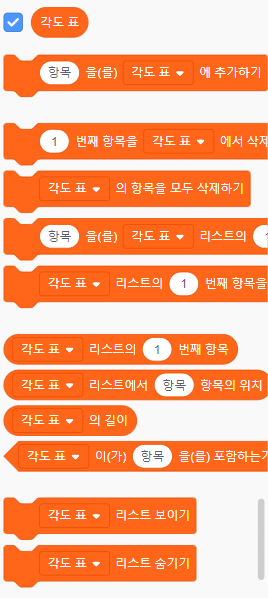 각도 표
항목 을(를) 각도 표 에 추가하기
1 번째 항목을 각도 표 에서 삭제
각도 표 의 항목을 모두 삭제하기
항목 을(를) 각도 표 리스트의
각도 표 리스트의 1 번째 항목을
각도 표 리스트의 1 번째 항목
각도 표 리스트에서 항목 항목의 위치
각도 표 의 길이
각도 표 이(가) 항목 을(를) 포함하는가
각도 표 리스트 보이기
각도 표 리스트 숨기기